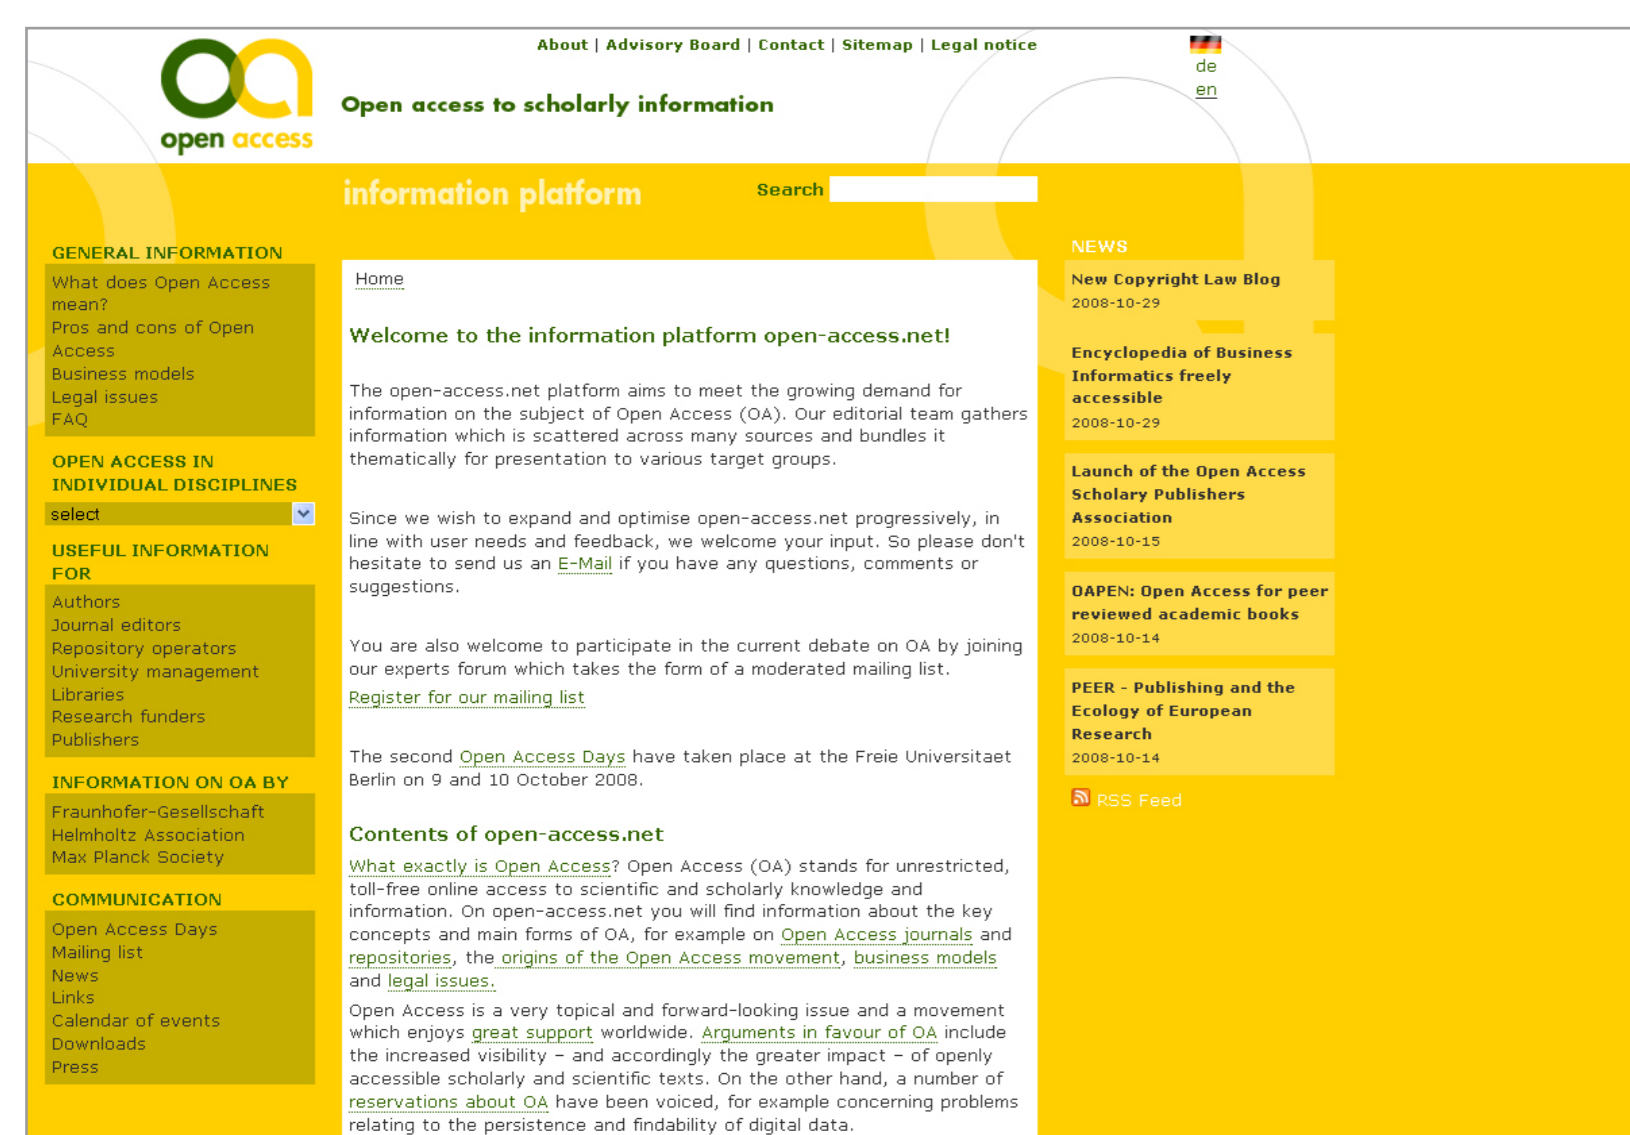 About | Advisory Board | Contact | Sitemap | Legal notice
de
en
open access
Open access to scholarly information
information platform
Search
GENERAL INFORMATION
What does Open Access
mean?
Pros and cons of Open
Access
Business models
Legal issues
FAQ
OPEN ACCESS IN
INDIVIDUAL DISCIPLINES
select
USEFUL INFORMATION
FOR
Authors
Journal editors
Repository operators
University management
Libraries
Research funders
Publishers
INFORMATION ON OA BY
Fraunhofer-Gesellschaft
Helmholtz Association
Max Planck Society
COMMUNICATION
Open Access Days
Mailing list
News
Links
Calendar of events
Downloads
Press
Home
Welcome to the information platform open-access.net!
The open-access.net platform aims to meet the growing demand for
information on the subject of Open Access (OA). Our editorial team gathers
information which is scattered across many sources and bundles it
thematically for presentation to various target groups.
Since we wish to expand and optimise open-access.net progressively, in
line with user needs and feedback, we welcome your input. So please don't
hesitate to send us an E-Mail if you have any questions, comments or
suggestions.
You are also welcome to participate in the current debate on OA by joining
our experts forum which takes the form of a moderated mailing list.
Register for our mailing list
The second Open Access Days have taken place at the Freie Universitaet
Berlin on 9 and 10 October 2008.
Contents of open-access.net
What exactly is Open Access? Open Access (OA) stands for unrestricted,
toll-free online access to scientific and scholarly knowledge and
information. On open-access.net you will find information about the key
concepts and main forms of OA, for example on Open Access journals and
repositories, the origins of the Open Access movement, business models
and legal issues.
Open Access is a very topical and forward-looking issue and a movement
which enjoys great support worldwide. Arguments in favour of OA include
the increased visibility – and accordingly the greater impact – of openly
accessible scholarly and scientific texts. On the other hand, a number of
reservations about OA have been voiced, for example concerning problems
relating to the persistence and findability of digital data.
NEWS
New Copyright Law Blog
2008-10-29
Encyclopedia of Business
Informatics freely
accessible
2008-10-29
Launch of the Open Access
Scholary Publishers
Association
2008-10-15
OAPEN: Open Access for peer
reviewed academic books
2008-10-14
PEER - Publishing and the
Ecology of European
Research
2008-10-14
RSS Feed